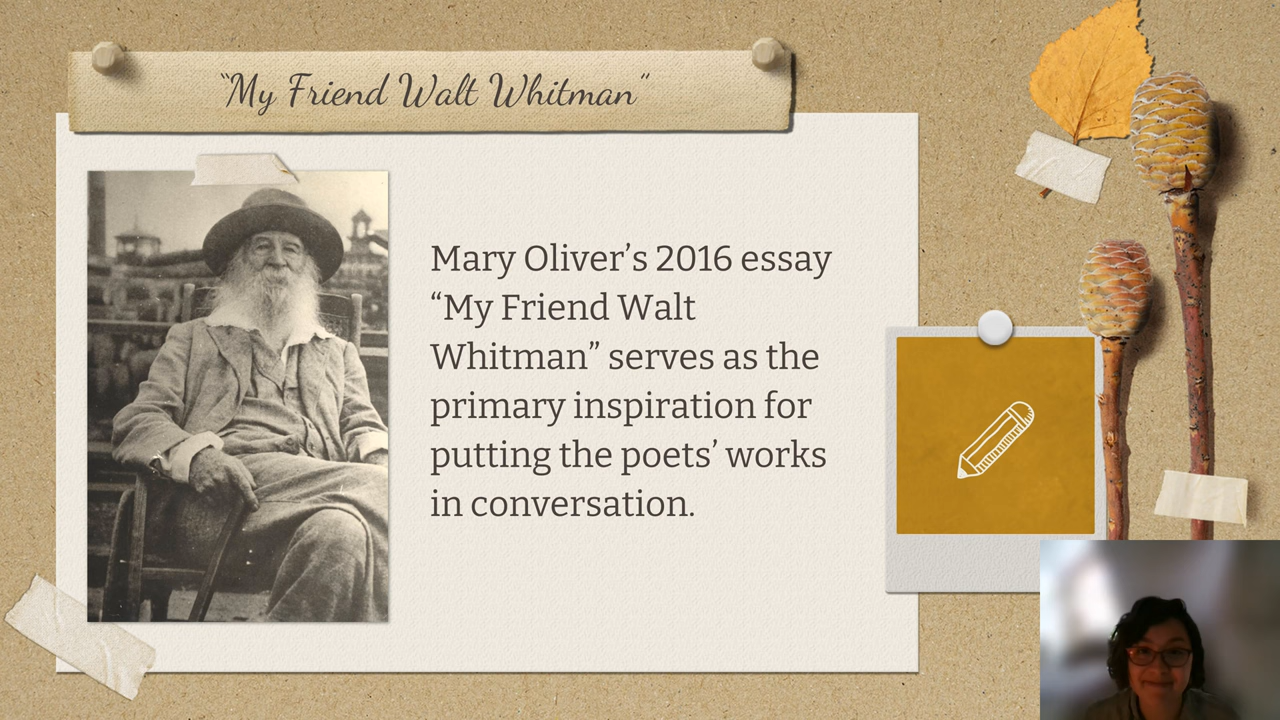 “My Friend Walt Whitman”
Mary Oliver’s 2016 essay
“My Friend Walt
Whitman” serves as the
primary inspiration for
putting the poets’ works
in conversation.